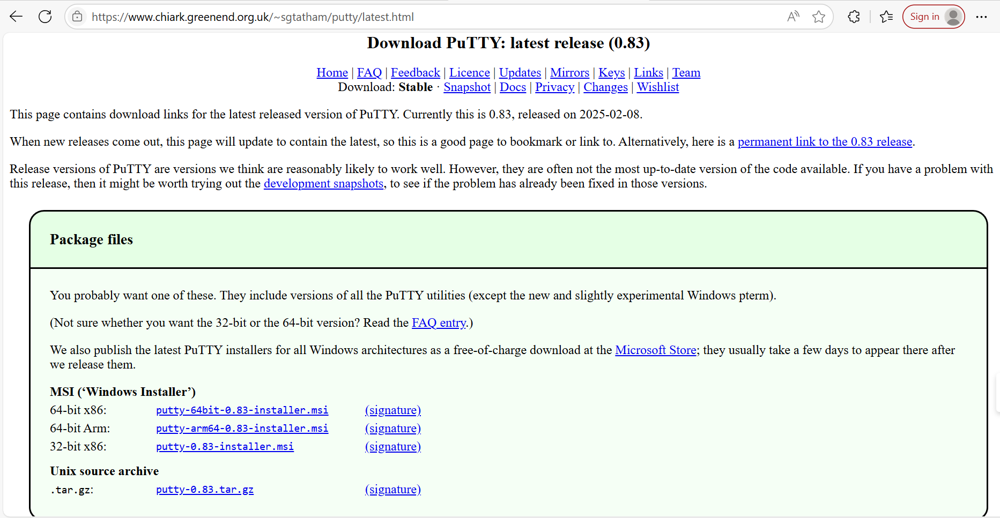 https://www.chiark.greenend.org.uk/~sgtatham/putty/latest.html
Sign in
Download PuTTY: latest release (0.83)
Home | FAQ | Feedback | Licence | Updates | Mirrors | Keys | Links | Team
Download: Stable · Snapshot | Docs | Privacy | Changes | Wishlist
This page contains download links for the latest released version of PuTTY. Currently this is 0.83, released on 2025-02-08.
When new releases come out, this page will update to contain the latest, so this is a good page to bookmark or link to. Alternatively, here is a permanent link to the 0.83 release.
Release versions of PuTTY are versions we think are reasonably likely to work well. However, they are often not the most up-to-date version of the code available. If you have a problem with
this release, then it might be worth trying out the development snapshots, to see if the problem has already been fixed in those versions.
Package files
You probably want one of these. They include versions of all the PuTTY utilities (except the new and slightly experimental Windows pterm).
(Not sure whether you want the 32-bit or the 64-bit version? Read the FAQ entry.)
We also publish the latest PuTTY installers for all Windows architectures as a free-of-charge download at the Microsoft Store; they usually take a few days to appear there after
we release them.
MSI (‘Windows Installer’)
64-bit x86: putty-64bit-0.83-installer.msi (signature)
64-bit Arm: putty-arm64-0.83-installer.msi (signature)
32-bit x86: putty-0.83-installer.msi (signature)
Unix source archive
.tar.gz: putty-0.83.tar.gz (signature)